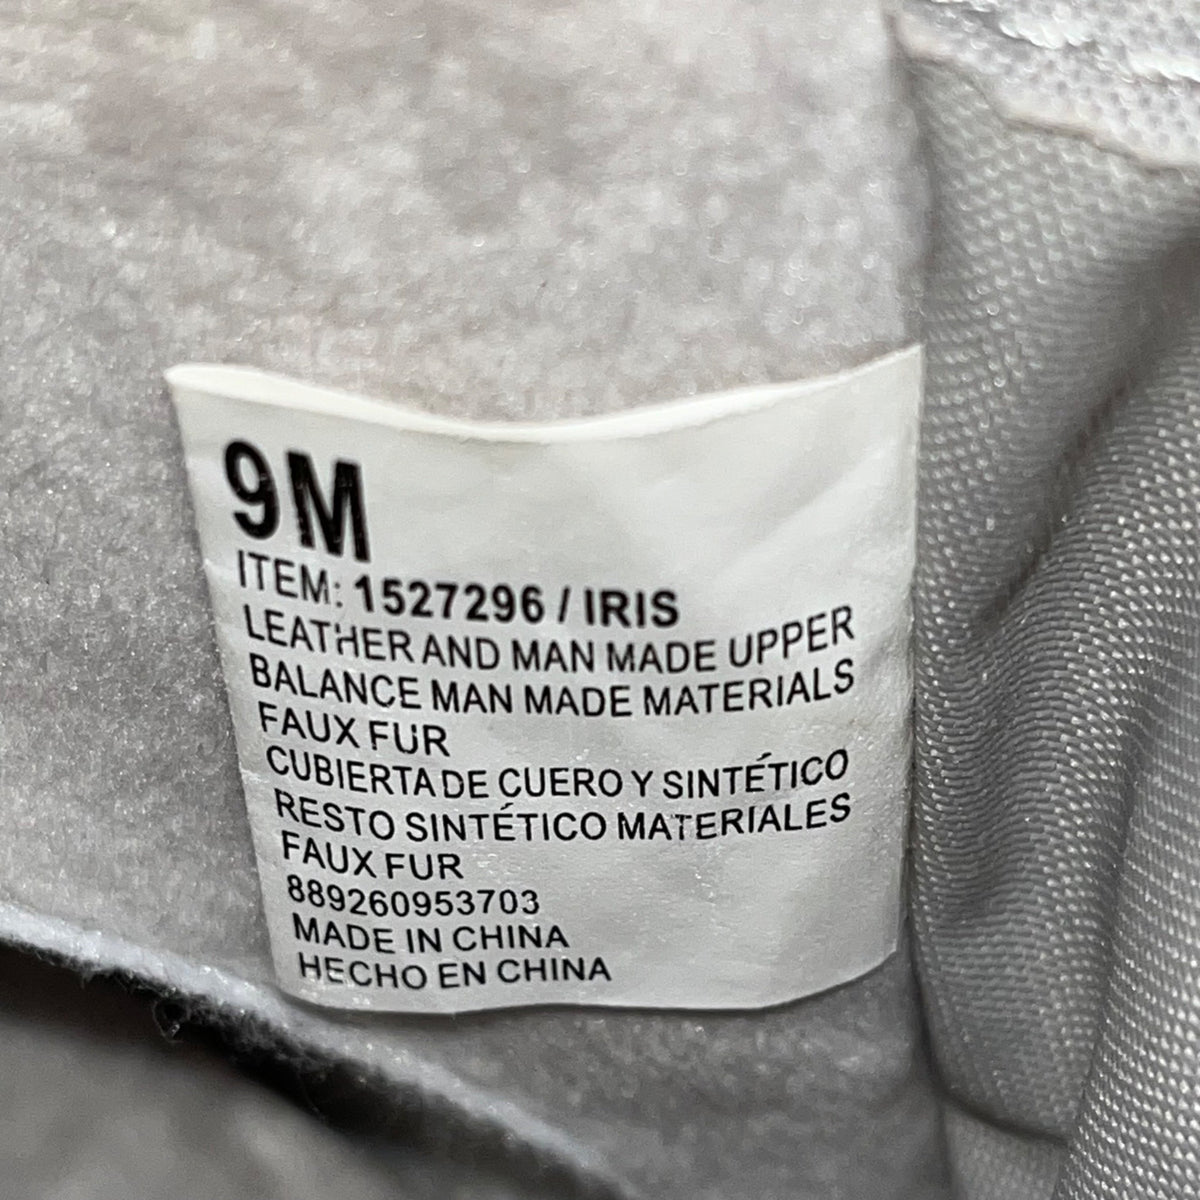 9M
ITEM: 1527296 / IRIS
LEATHER AND MAN MADE UPPER
BALANCE MAN MADE MATERIALS
FAUX FUR
CUBIERTA DE CUERO Y SINTÉTICO
RESTO SINTÉTICO MATERIALES
FAUX FUR
889260953703
MADE IN CHINA
HECHO EN CHINA